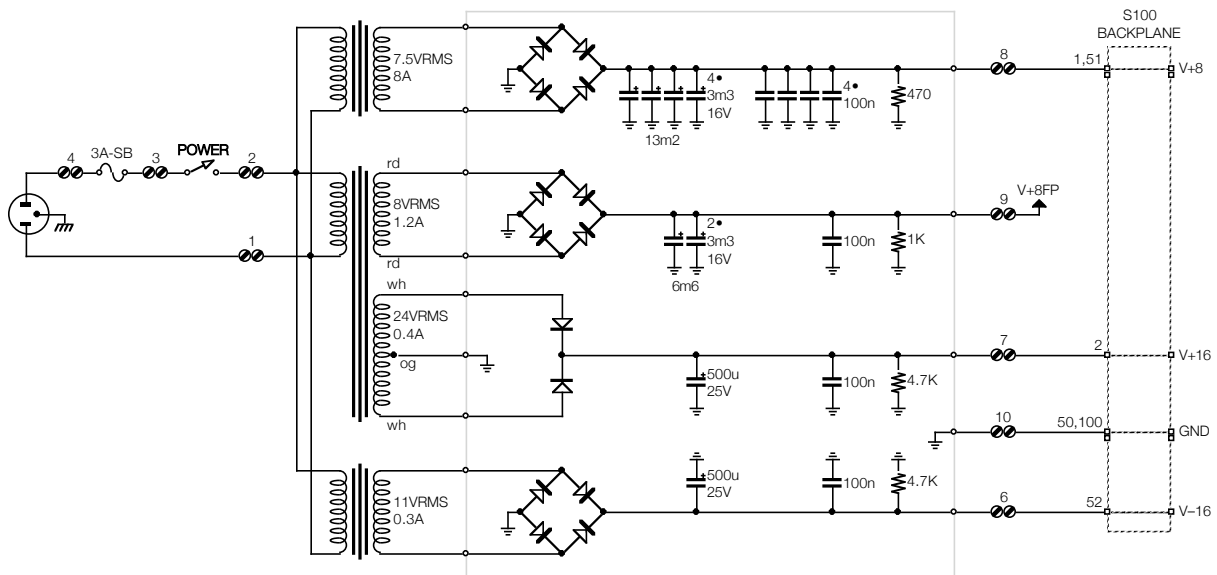 S100
BACKPLANE
7.5VRMS
8A
4•
3m3
16V
13m2
4•
100n
470
8
1,51
V+8
4
3A-SB
3
POWER
2
1
rd
8VRMS
1.2A
rd
2•
3m3
16V
6m6
100n
1K
9
V+8FP
wh
24VRMS
0.4A
og
wh
500u
25V
100n
4.7K
7
2
V+16
10
50,100
GND
11VRMS
0.3A
500u
25V
100n
4.7K
6
52
V–16